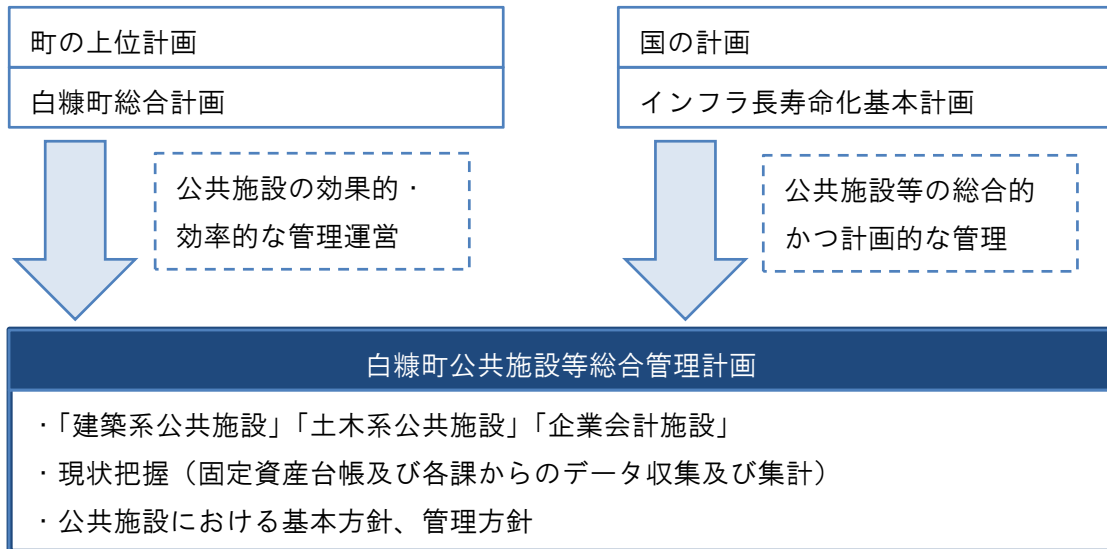 町の上位計画
白糠町総合計画
国の計画
インフラ長寿命化基本計画
公共施設の効果的・
効率的な管理運営
公共施設等の総合的
かつ計画的な管理
白糠町公共施設等総合管理計画
・「建築系公共施設」「土木系公共施設」「企業会計施設」
・現状把握（固定資産台帳及び各課からのデータ収集及び集計）
・公共施設における基本方針、管理方針